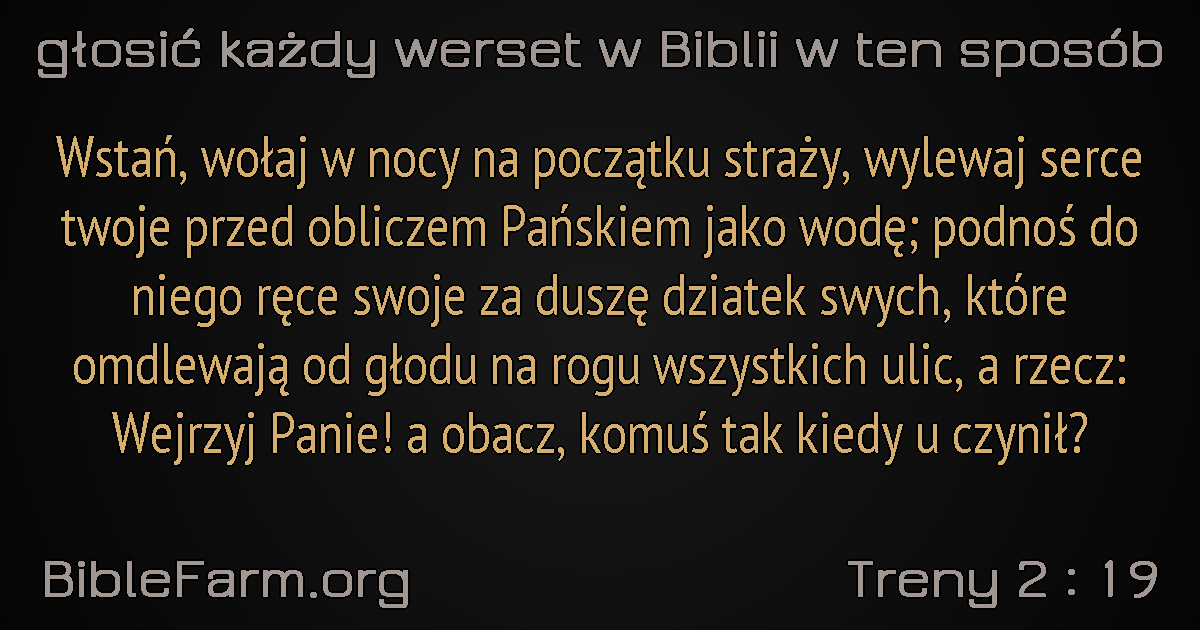 głosić każdy werset w Biblii w ten sposób
Wstań, wołaj w nocy na początku straży, wylewaj serce
twoje przed obliczem Pańskiem jako wodę; podnoś do
niego ręce swoje za duszę dziatek swych, które
omdlewają od głodu na rogu wszystkich ulic, a rzecz:
Wejrzyj Panie! a obacz, komuś tak kiedy u czynił?
BibleFarm.org
Treny 2 : 19